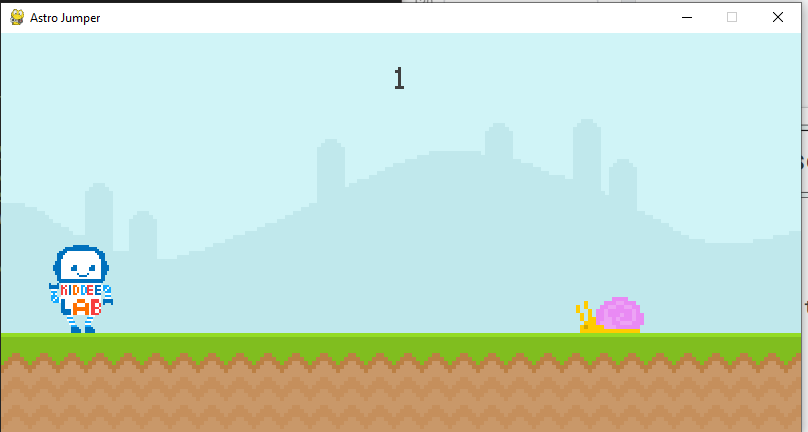 Astro Jumper
1
KIDDEE
LAB